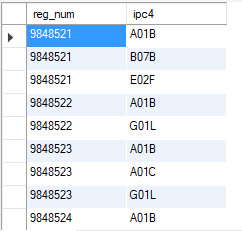 reg_num ipc4
9848521 A01B
9848521 B07B
9848521 E02F
9848522 A01B
9848522 G01L
9848523 A01B
9848523 A01C
9848523 G01L
9848524 A01B